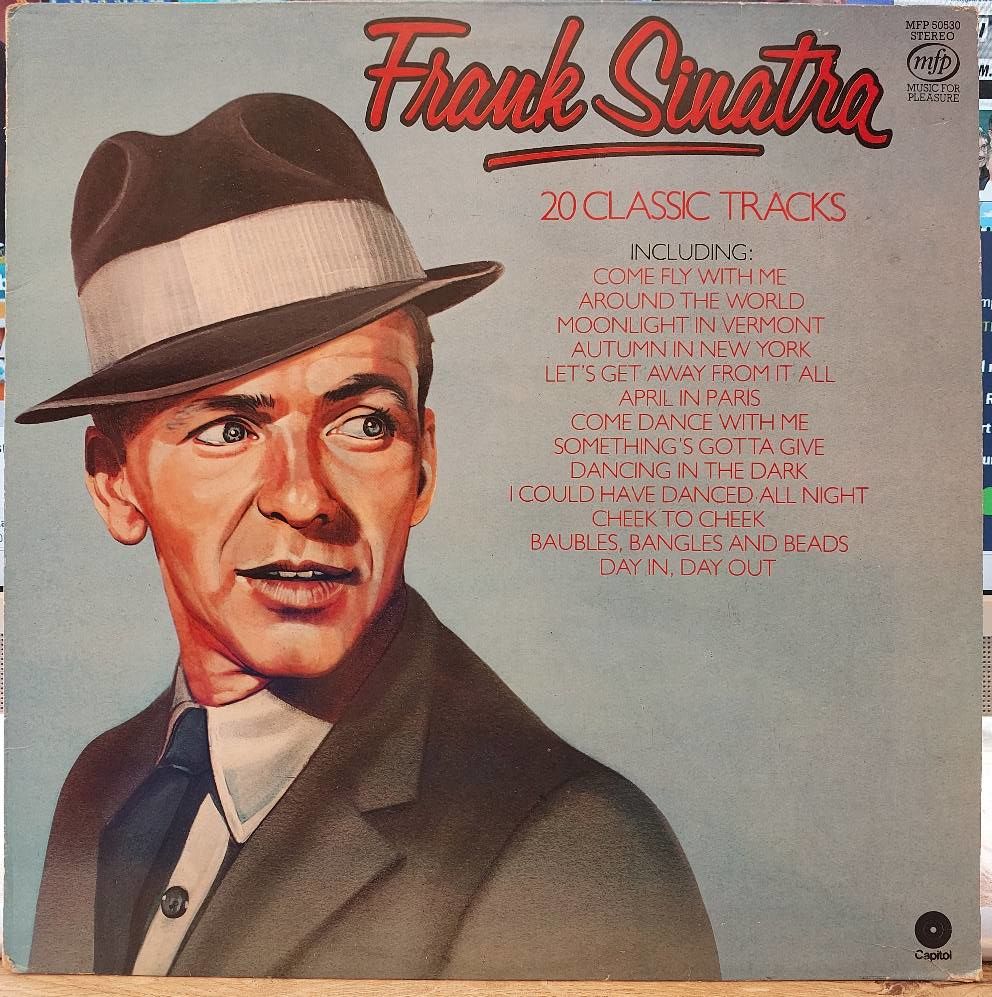 Frank Sinatra
MFP 50530
STEREO
mfp
MUSIC FOR
PLEASURE
20 CLASSIC TRACKS
INCLUDING:
COME FLY WITH ME
AROUND THE WORLD
MOONLIGHT IN VERMONT
AUTUMN IN NEW YORK
LET'S GET AWAY FROM IT ALL
APRIL IN PARIS
COME DANCE WITH ME
SOMETHING'S GOTTA GIVE
DANCING IN THE DARK
I COULD HAVE DANCED ALL NIGHT
CHEEK TO CHEEK
BAUBLES, BANGLES AND BEADS
DAY IN, DAY OUT
Capitol